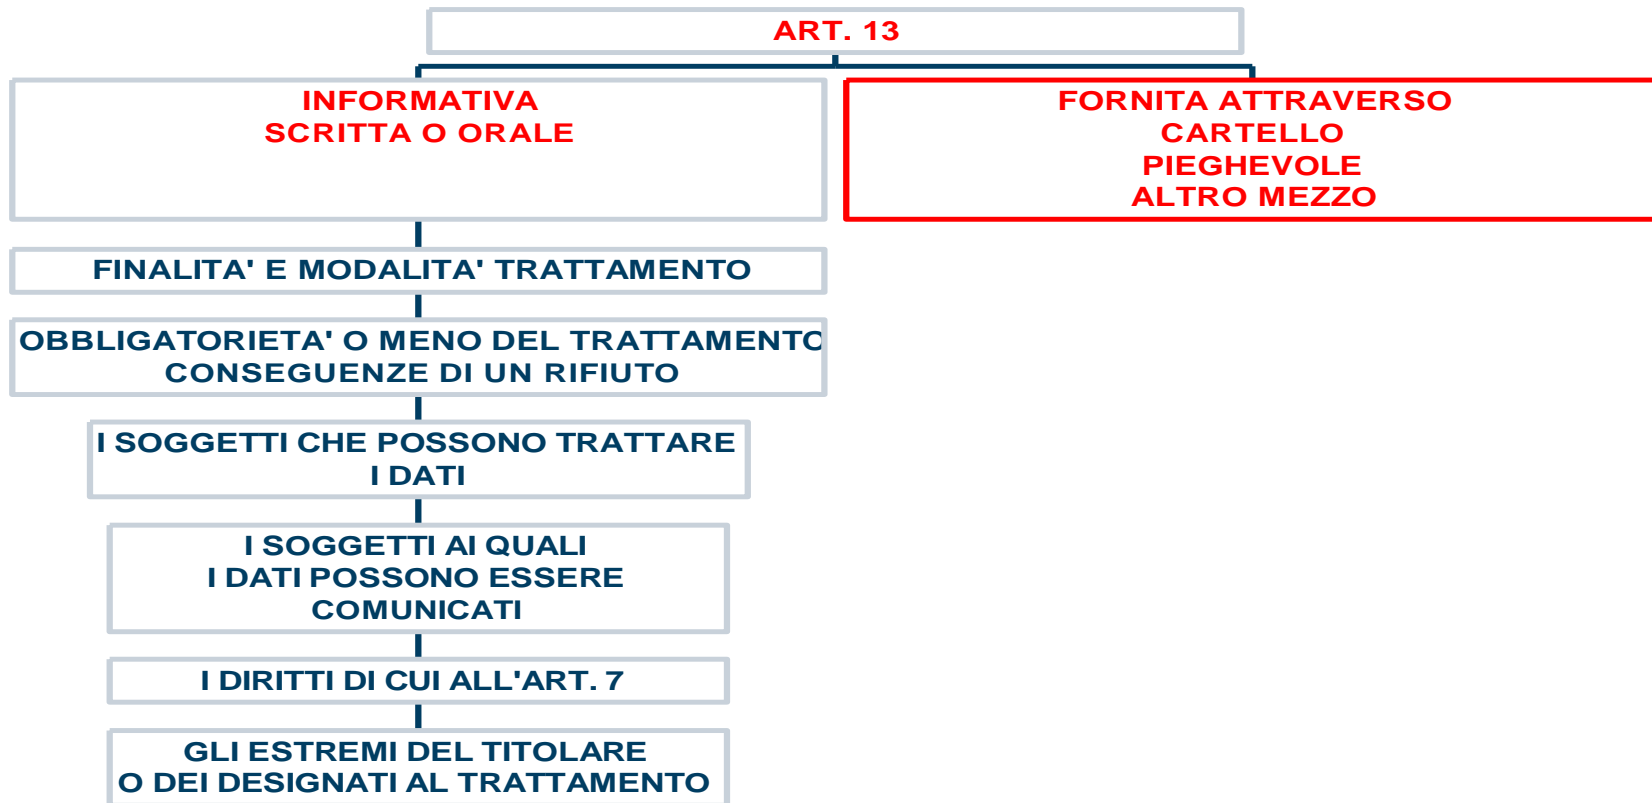 ART. 13
INFORMATIVA
SCRITTA O ORALE
FORNITA ATTRAVERSO
CARTELLO
PIEGHEVOLE
ALTRO MEZZO
FINALITA' E MODALITA' TRATTAMENTO
OBBLIGATORIETA' O MENO DEL TRATTAMENTO
CONSEGUENZE DI UN RIFIUTO
I SOGGETTI CHE POSSONO TRATTARE
I DATI
I SOGGETTI AI QUALI
I DATI POSSONO ESSERE
COMUNICATI
I DIRITTI DI CUI ALL'ART. 7
GLI ESTREMI DEL TITOLARE
O DEI DESIGNATI AL TRATTAMENTO